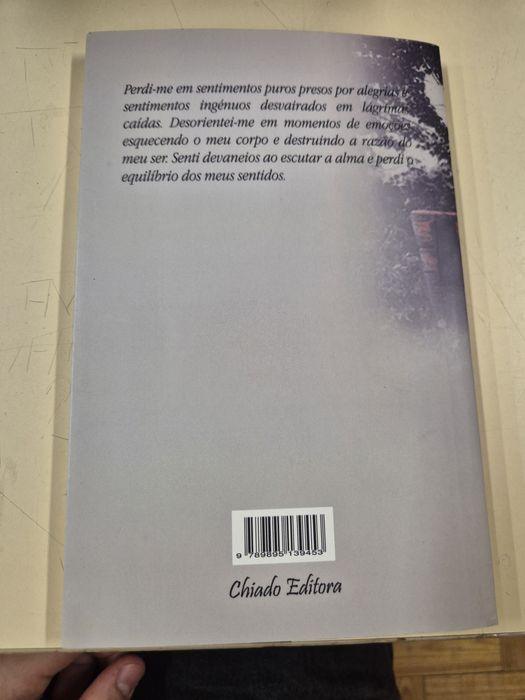 Perdi-me em sentimentos puros presos por alegrias e
sentimentos ingénuos desvairados em lágrimas
caídas. Desorientei-me em momentos de emoções
esquecendo o meu corpo e destruindo a razão do
meu ser. Senti devaneios ao escutar a alma e perdi o
equilíbrio dos meus sentidos.
9 789895 139453
Chiado Editora